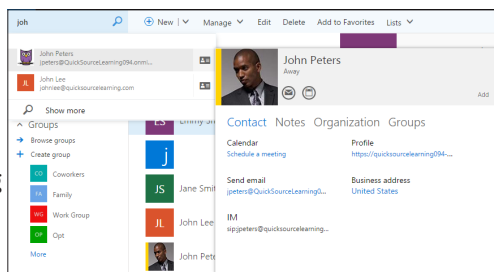 joh
New
Manage
Edit
Delete
Add to Favorites
Lists
John Peters
jpeters@QuickSourceLearning094.onmi...
JL
John Lee
johnlee@quicksourcelearning.com
Show more
Groups
Browse groups
Create group
CO
Coworkers
Family
WG
Work Group
OP
Opt
More
ES
j
JS
Jane Smit
JL
John Lee
John Pete
John Peters
Away
Add
Contact Notes Organization Groups
Calendar
Schedule a meeting
Profile
https://quicksourcelearning094-...
Send email
jpeters@QuickSourceLearning0...
Business address
United States
IM
sip:jpeters@quicksourcelearning...